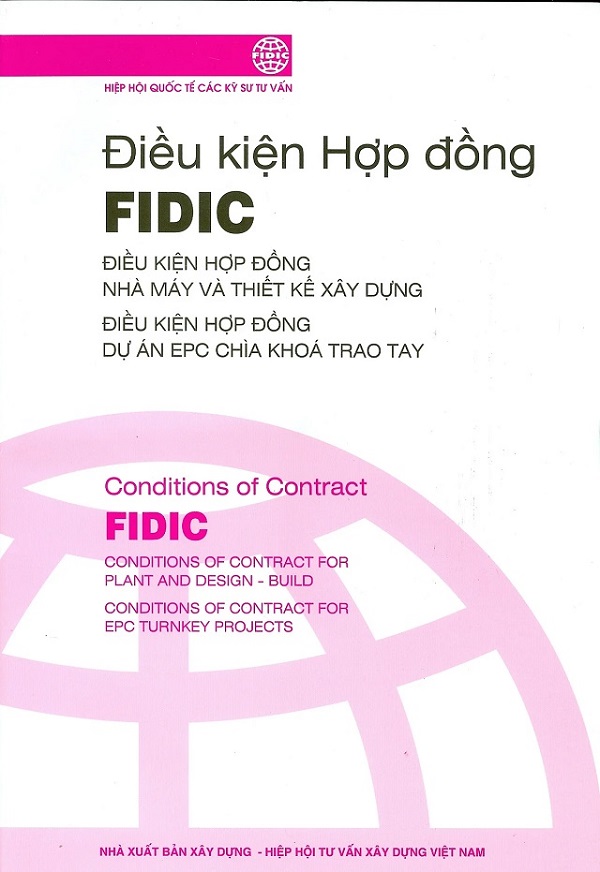 FIDIC
HIỆP HỘI QUỐC TẾ CÁC KỸ SƯ TƯ VẤN
Điều kiện Hợp đồng
FIDIC
ĐIỀU KIỆN HỢP ĐỒNG
NHÀ MÁY VÀ THIẾT KẾ XÂY DỰNG
ĐIỀU KIỆN HỢP ĐỒNG
DỰ ÁN EPC CHÌA KHOÁ TRAO TAY
Conditions of Contract
FIDIC
CONDITIONS OF CONTRACT FOR
PLANT AND DESIGN - BUILD
CONDITIONS OF CONTRACT FOR
EPC TURNKEY PROJECTS
NHÀ XUẤT BẢN XÂY DỰNG - HIỆP HỘI TƯ VẤN XÂY DỰNG VIỆT NAM